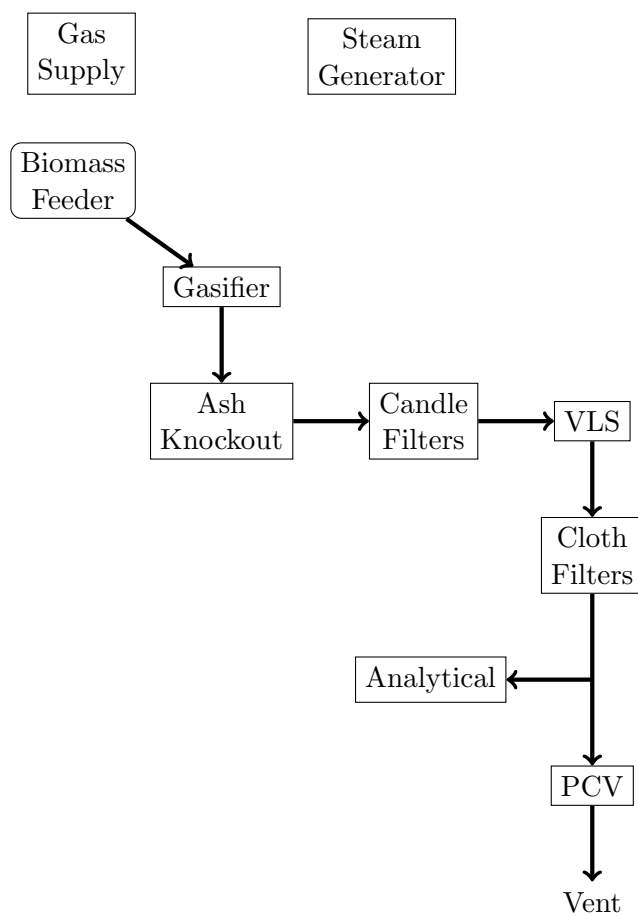 Gas
Supply
Steam
Generator
Biomass
Feeder
Gasifier
Ash
Knockout
Candle
Filters
VLS
Cloth
Filters
Analytical
PCV
Vent